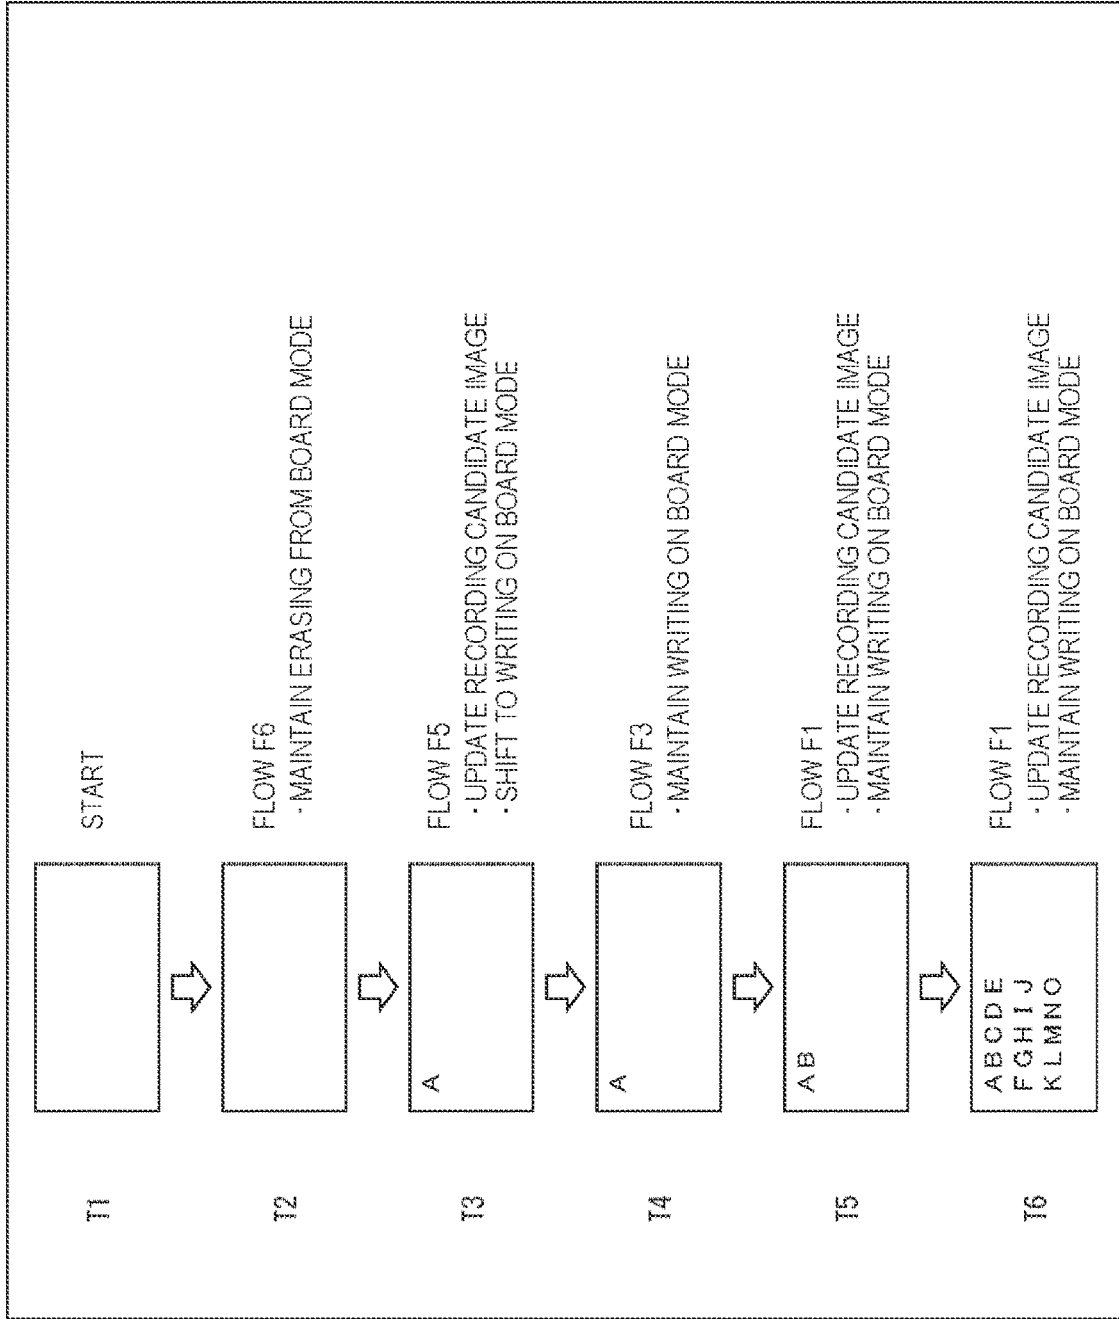 T1
START
T2
FLOW F6
· MAINTAIN ERASING FROM BOARD MODE
T3
A
FLOW F5
· UPDATE RECORDING CANDIDATE IMAGE
· SHIFT TO WRITING ON BOARD MODE
T4
A
FLOW F3
· MAINTAIN WRITING ON BOARD MODE
T5
A B
FLOW F1
· UPDATE RECORDING CANDIDATE IMAGE
· MAINTAIN WRITING ON BOARD MODE
T6
A B C D E
F G H I J
K L M N O
FLOW F1
· UPDATE RECORDING CANDIDATE IMAGE
· MAINTAIN WRITING ON BOARD MODE